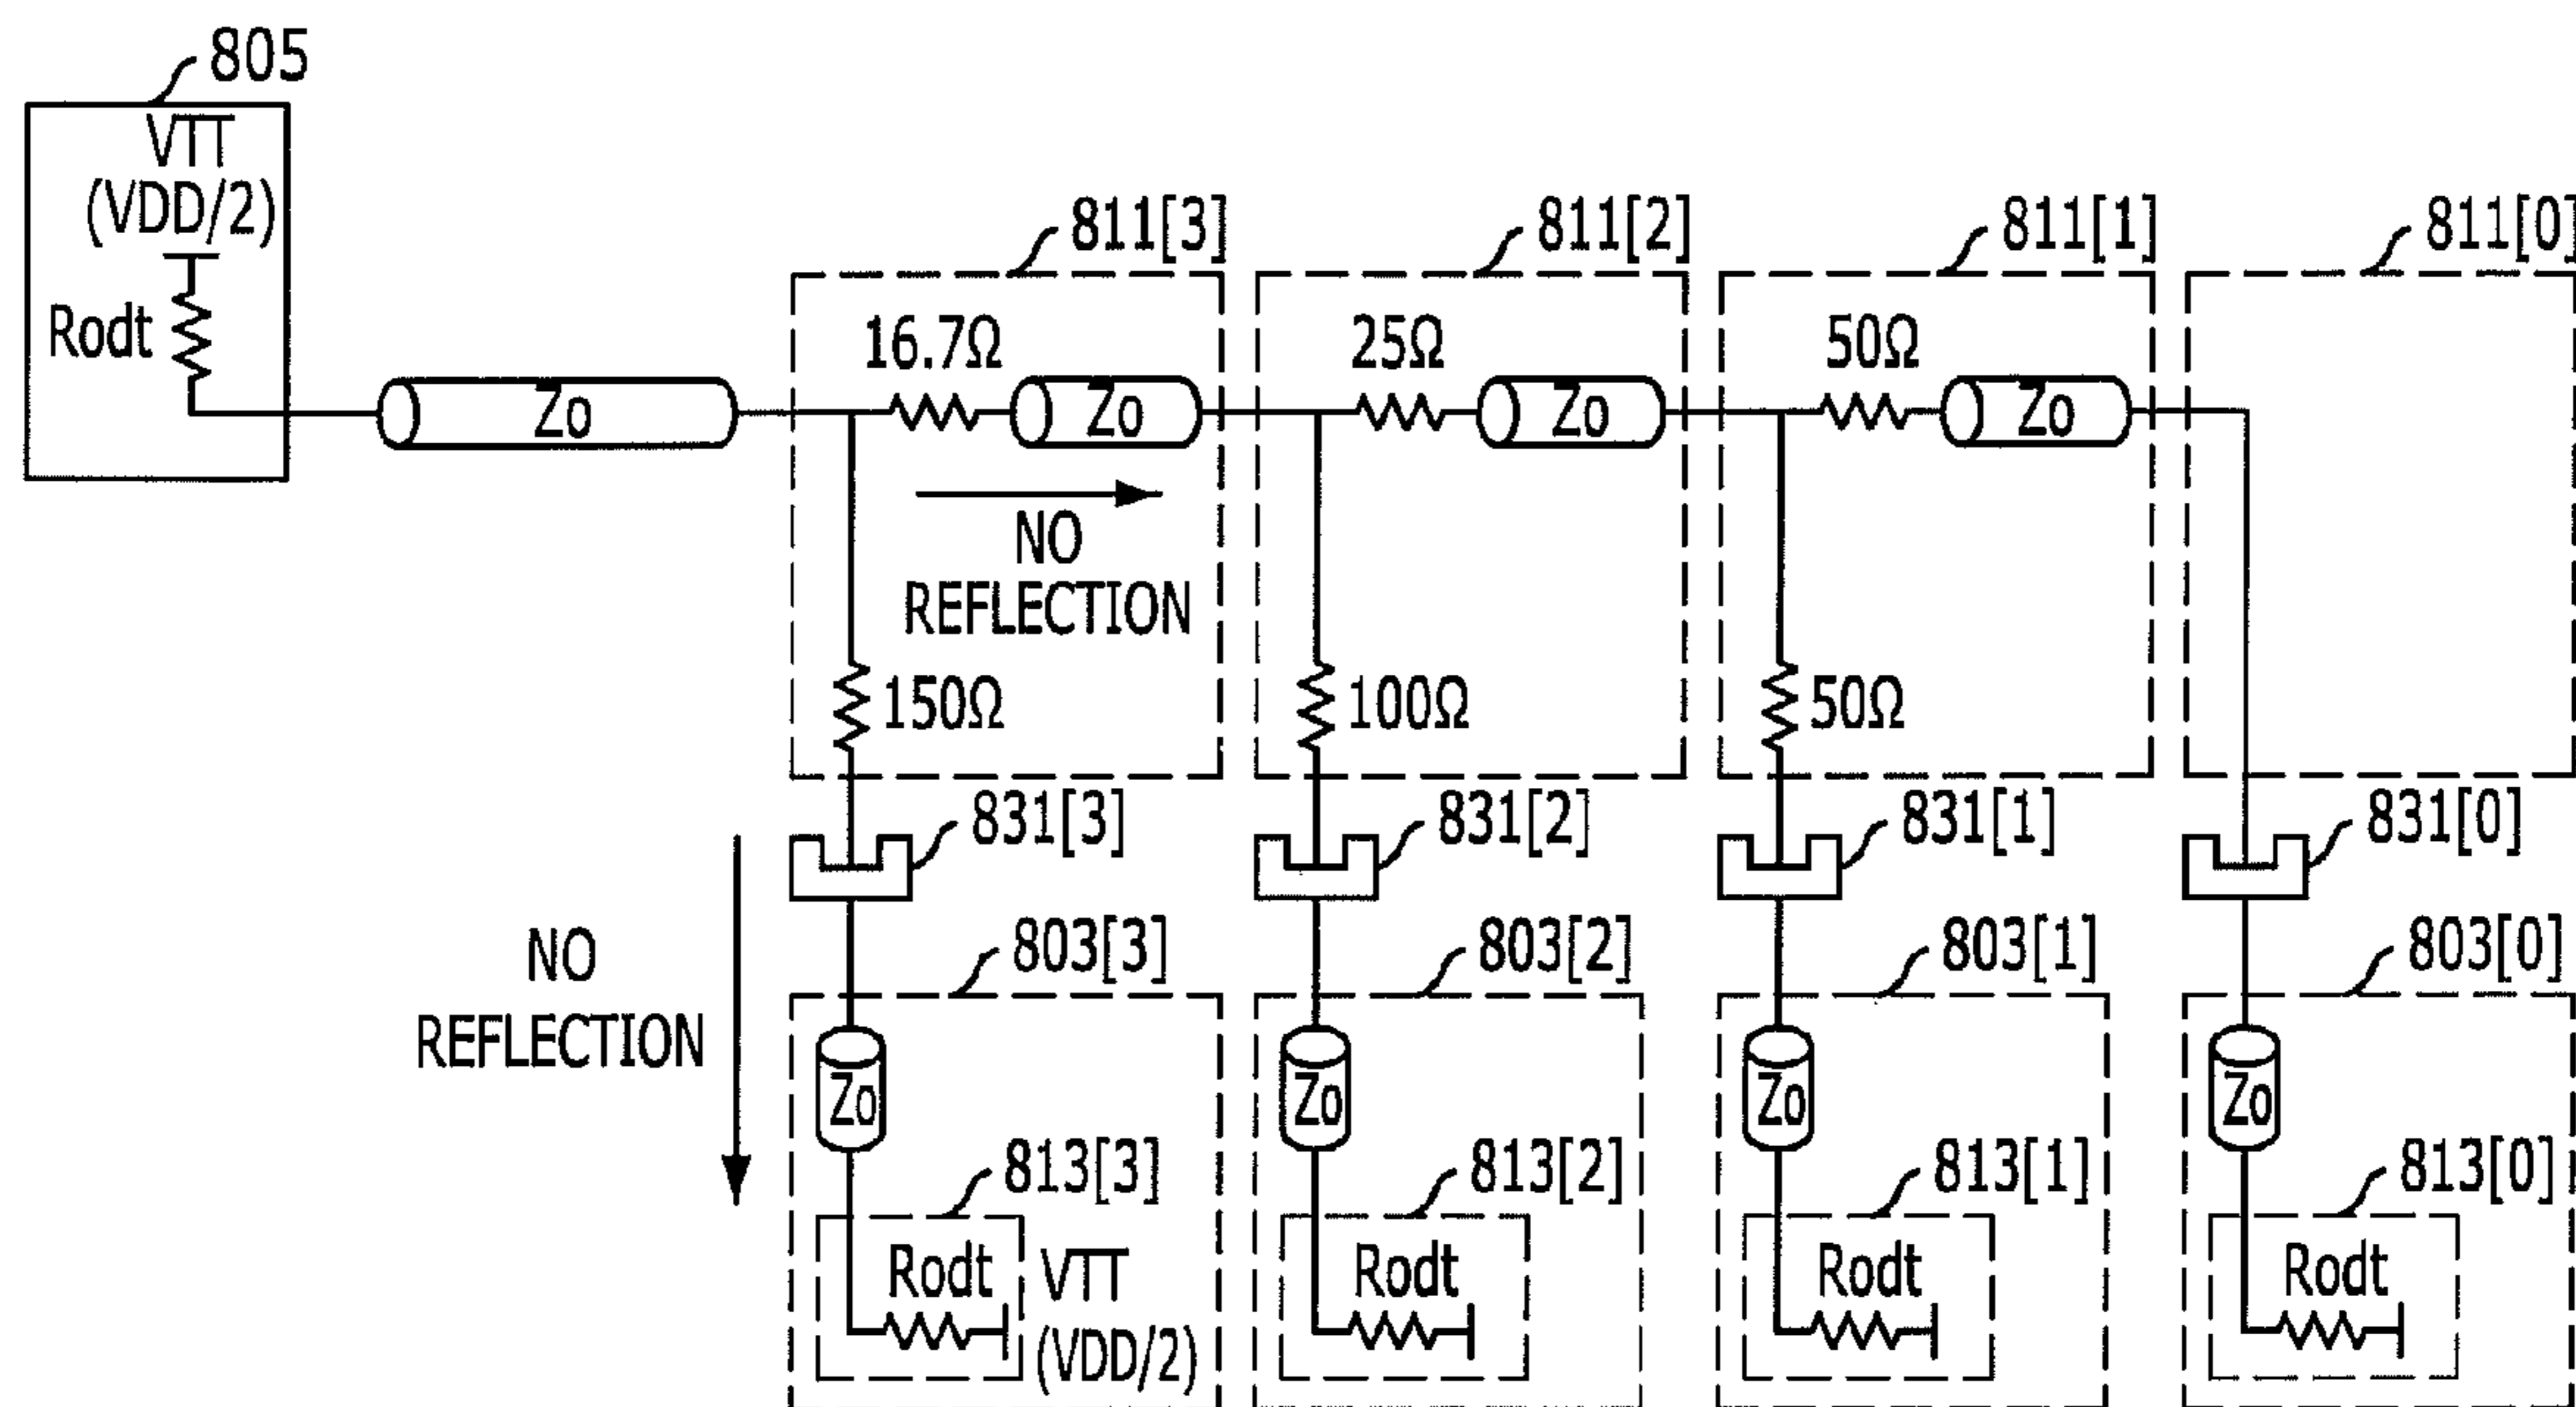 805
VTT
(VDD/2)
Rodt
Zo
811[3]
811[2]
811[1]
811[0]
16.7Ω
Zo
25Ω
Zo
50Ω
Zo
NO
REFLECTION
150Ω
100Ω
50Ω
831[3]
831[2]
831[1]
831[0]
NO
REFLECTION
803[3]
803[2]
803[1]
803[0]
Zo
Zo
Zo
Zo
813[3]
813[2]
813[1]
813[0]
Rodt
VTT
(VDD/2)
Rodt
Rodt
Rodt